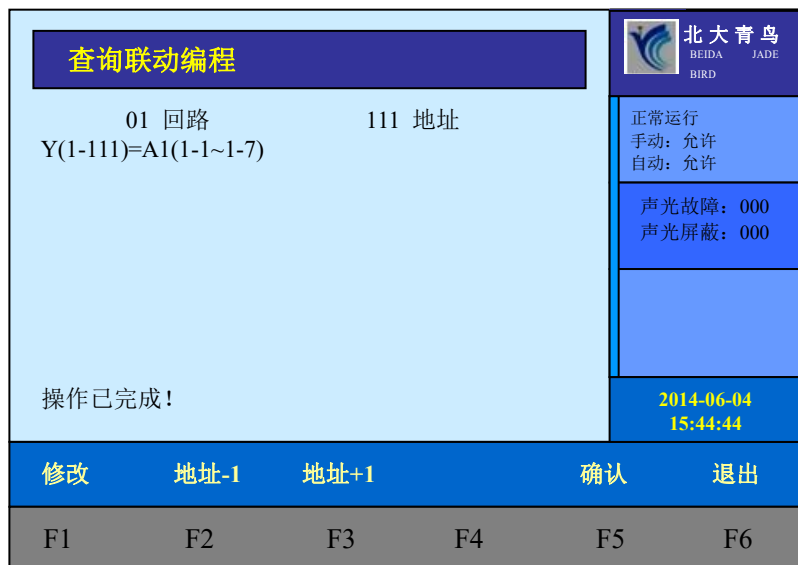 查询联动编程
北大青鸟
BEIDA JADE
BIRD
01 回路 111 地址
Y(1-111)=A1(1-1~1-7)
正常运行
手动：允许
自动：允许
声光故障：000
声光屏蔽：000
操作已完成！
2014-06-04
15:44:44
修改 地址-1 地址+1 确认 退出
F1 F2 F3 F4 F5 F6